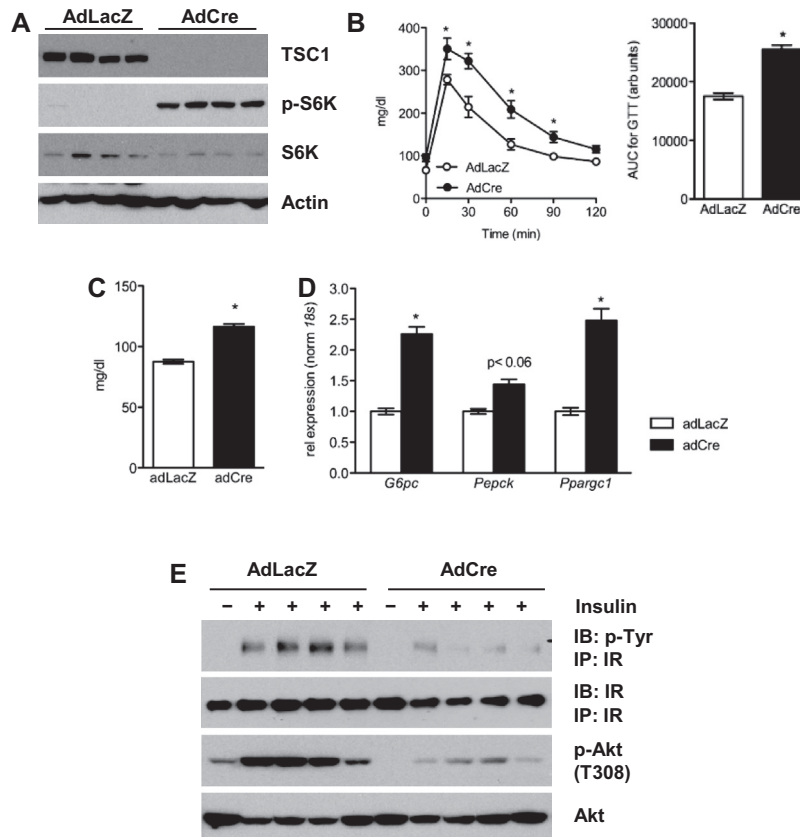 A
AdLacZ AdCre
TSC1
p-S6K
S6K
Actin
B
mg/dl
400
300
200
100
0
0 30 60 90 120
Time (min)
AdLacZ
AdCre
* * * *
AUC for GTT (arb units)
30000
20000
10000
0
*
AdLacZ AdCre
C
mg/dl
150
100
50
0
*
adLacZ adCre
D
rel expression (norm 18s)
3.0
2.5
2.0
1.5
1.0
0.5
0.0
*
p< 0.06
*
G6pc Pepck Ppargc1
adLacZ
adCre
E
AdLacZ AdCre
− + + + + − + + + + Insulin
IB: p-Tyr
IP: IR
IB: IR
IP: IR
p-Akt
(T308)
Akt